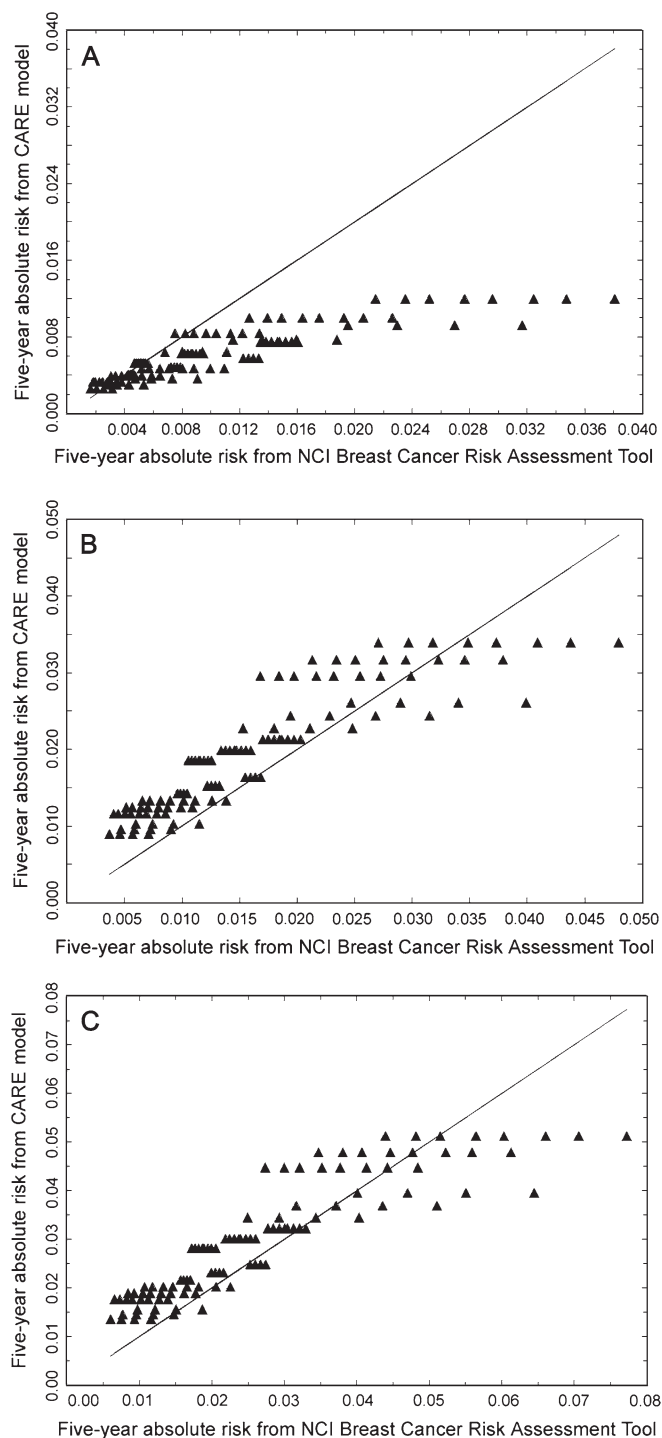 A
Five-year absolute risk from CARE model
0.040
0.032
0.024
0.016
0.008
0.000
0.004 0.008 0.012 0.016 0.020 0.024 0.028 0.032 0.036 0.040
Five-year absolute risk from NCI Breast Cancer Risk Assessment Tool
B
Five-year absolute risk from CARE model
0.050
0.040
0.030
0.020
0.010
0.000
0.005 0.010 0.015 0.020 0.025 0.030 0.035 0.040 0.045 0.050
Five-year absolute risk from NCI Breast Cancer Risk Assessment Tool
C
Five-year absolute risk from CARE model
0.08
0.07
0.06
0.05
0.04
0.03
0.02
0.01
0.00
0.00 0.01 0.02 0.03 0.04 0.05 0.06 0.07 0.08
Five-year absolute risk from NCI Breast Cancer Risk Assessment Tool